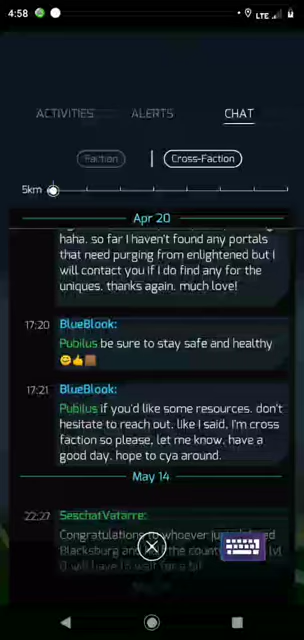 4:58
LTE
ACTIVITIES ALERTS CHAT
Faction | Cross-Faction
5km
Apr 20
haha. so far I haven't found any portals
that need purging from enlightened but I
will contact you if I do find any for the
uniques. thanks again. much love!
17:20 BlueBlook:
Pubilus be sure to stay safe and healthy
😊👍🏾
17:21 BlueBlook:
Pubilus if you'd like some resources. don't
hesitate to reach out. like I said, I'm cross
faction so please, let me know. have a
good day. hope to cya around.
May 14
22:27 SeschatVatarre:
Congratulations to whoever
Blacksburg and the